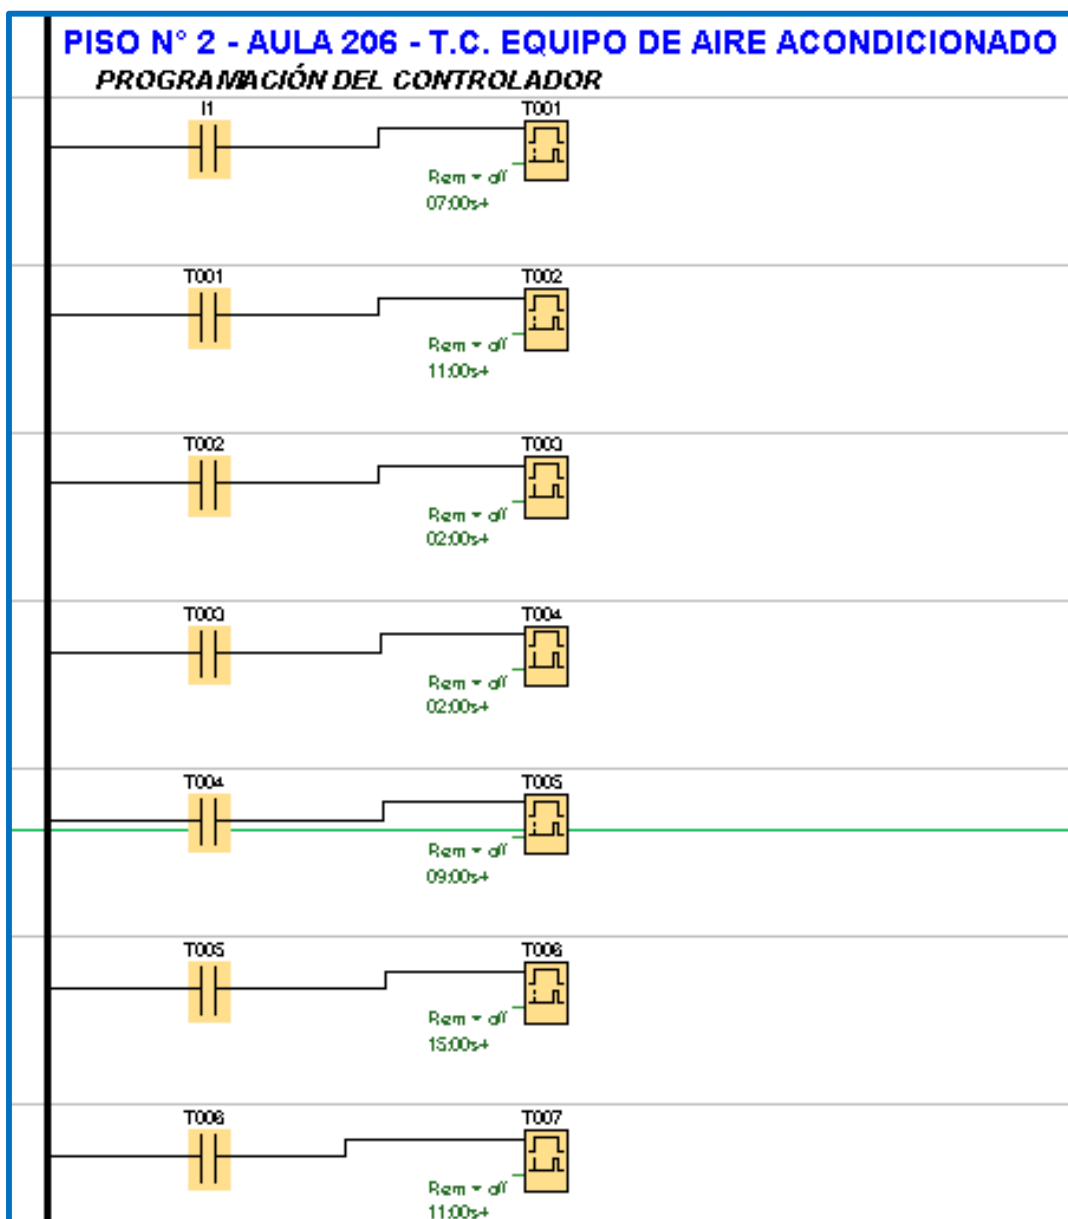 PISO N° 2 - AULA 206 - T.C. EQUIPO DE AIRE ACONDICIONADO
PROGRAMACIÓN DEL CONTROLADOR
I1 T001
Rem = off
07:00s+
T001 T002
Rem = off
11:00s+
T002 T003
Rem = off
02:00s+
T003 T004
Rem = off
02:00s+
T004 T005
Rem = off
09:00s+
T005 T006
Rem = off
15:00s+
T006 T007
Rem = off
11:00s+